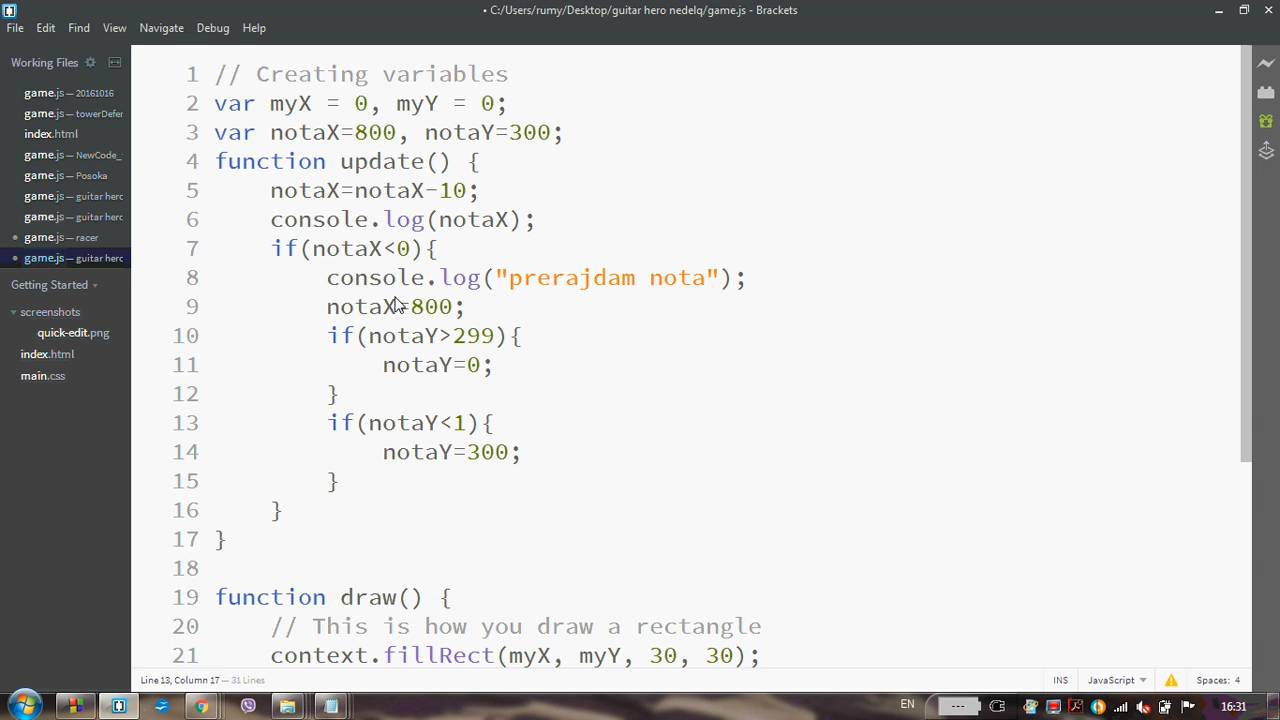 • C:/Users/rumy/Desktop/guitar hero nedelq/game.js - Brackets
File Edit Find View Navigate Debug Help
Working Files
game.js — 20161016
game.js — towerDefer
index.html
game.js — NewCode_
game.js — Posoka
game.js — guitar hero
game.js — guitar hero
• game.js — racer
• game.js — guitar hero
Getting Started
screenshots
quick-edit.png
index.html
main.css
1 // Creating variables
2 var myX = 0, myY = 0;
3 var notaX=800, notaY=300;
4 function update() {
5 notaX=notaX-10;
6 console.log(notaX);
7 if(notaX<0){
8 console.log("prerajdam nota");
9 notaX=800;
10 if(notaY>299){
11 notaY=0;
12 }
13 if(notaY<1){
14 notaY=300;
15 }
16 }
17 }
18
19 function draw() {
20 // This is how you draw a rectangle
21 context.fillRect(myX, myY, 30, 30);
Line 13, Column 17 — 31 Lines
INS JavaScript Spaces: 4
EN 16:31